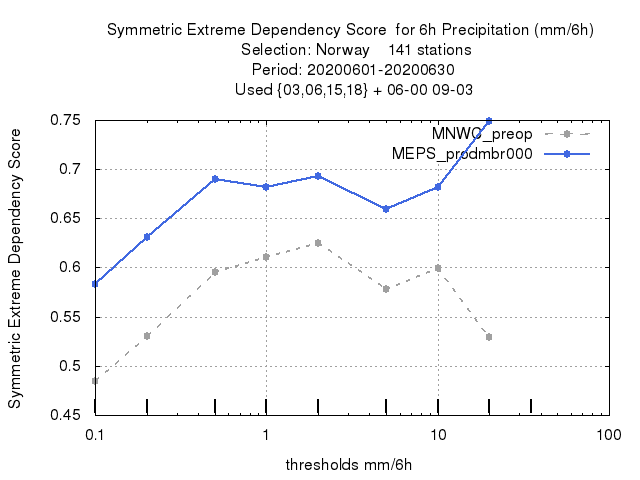 Symmetric Extreme Dependency Score  for 6h Precipitation (mm/6h)
Selection: Norway    141 stations
Period: 20200601-20200630
Used {03,06,15,18} + 06-00 09-03
Symmetric Extreme Dependency Score
0.75
0.7
0.65
0.6
0.55
0.5
0.45
MNWC_preop
MEPS_prodmbr000
0.1
1
10
100
thresholds mm/6h